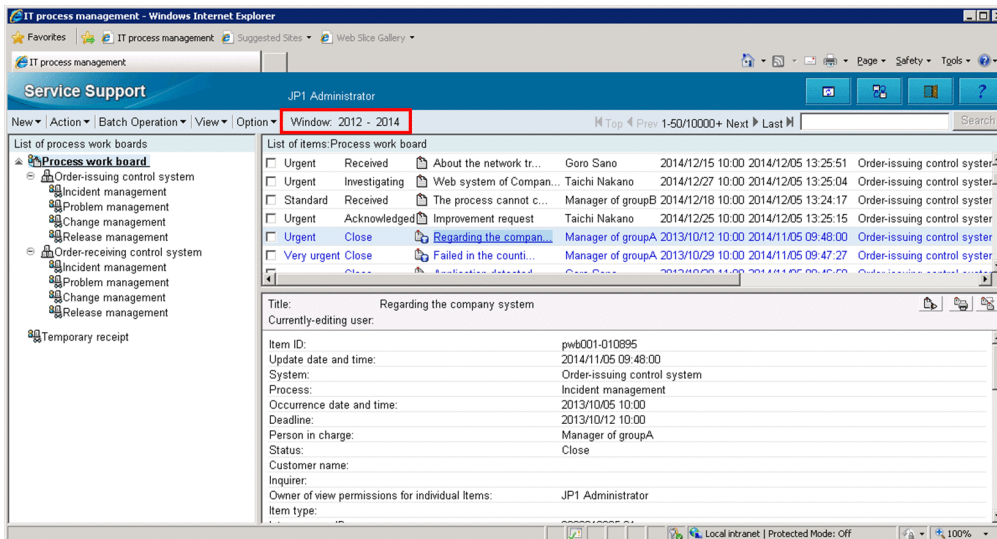 IT process management - Windows Internet Explorer
Favorites IT process management Suggested Sites Web Slice Gallery
IT process management Page Safety Tools
Service Support JP1 Administrator
New Action Batch Operation View Option Window: 2012 - 2014 Top Prev 1-50/10000+ Next Last Search
List of process work boards
Process work board
Order-issuing control system
Incident management
Problem management
Change management
Release management
Order-receiving control system
Incident management
Problem management
Change management
Release management
Temporary receipt
List of items:Process work board
Urgent Received About the network tr... Goro Sano 2014/12/15 10:00 2014/12/05 13:25:51 Order-issuing control syster
Urgent Investigating Web system of Compan... Taichi Nakano 2014/12/27 10:00 2014/12/05 13:25:04 Order-issuing control syster
Standard Received The process cannot c... Manager of groupB 2014/12/18 10:00 2014/12/05 13:24:17 Order-issuing control syster
Urgent Acknowledged Improvement request Taichi Nakano 2014/12/25 10:00 2014/12/05 13:25:15 Order-issuing control syster
Urgent Close Regarding the compan... Manager of groupA 2013/10/12 10:00 2014/11/05 09:48:00 Order-issuing control syster
Very urgent Close Failed in the counti... Manager of groupA 2013/10/29 10:00 2014/11/05 09:47:27 Order-issuing control syster
Title: Regarding the company system
Currently-editing user:
Item ID: pwb001-010895
Update date and time: 2014/11/05 09:48:00
System: Order-issuing control system
Process: Incident management
Occurrence date and time: 2013/10/05 10:00
Deadline: 2013/10/12 10:00
Person in charge: Manager of groupA
Status: Close
Customer name:
Inquirer:
Owner of view permissions for individual Items: JP1 Administrator
Item type:
Local intranet | Protected Mode: Off 100%